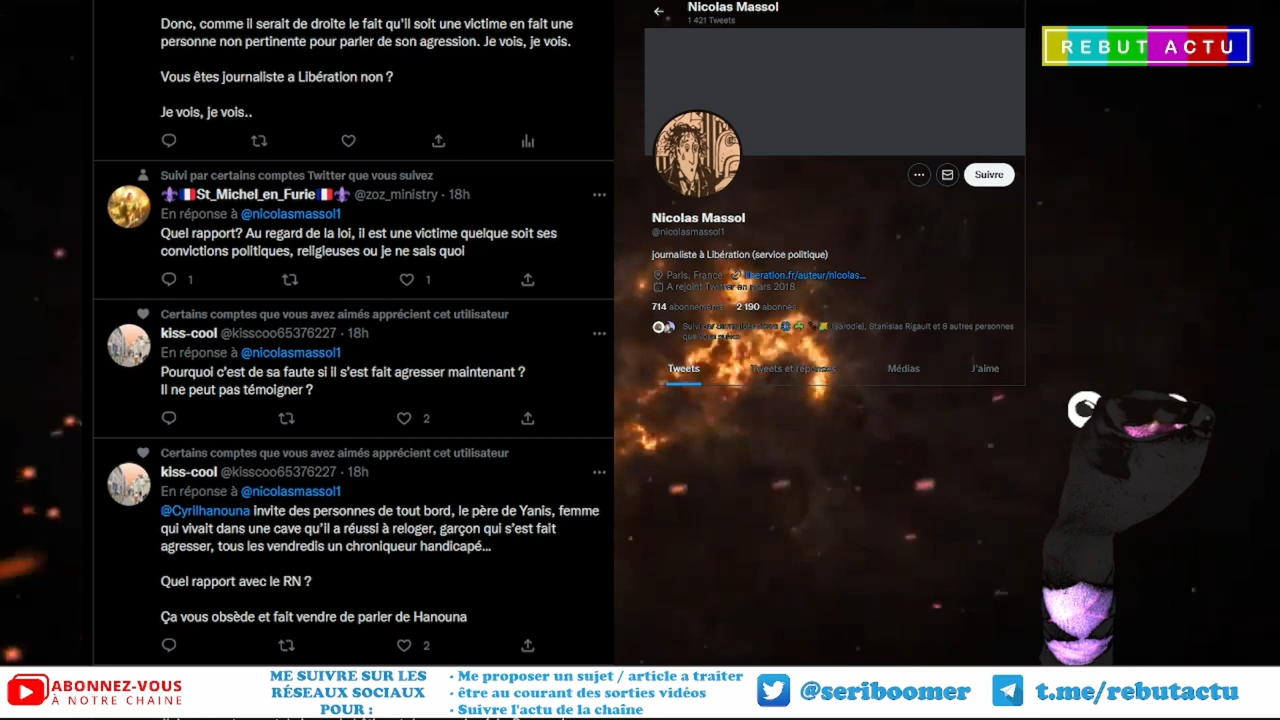 Donc, comme il serait de droite le fait qu'il soit une victime en fait une
personne non pertinente pour parler de son agression. Je vois, je vois.
Vous êtes journaliste a Libération non ?
Je vois, je vois..
Suivi par certains comptes Twitter que vous suivez
⚜️🇫🇷St_Michel_en_Furie🇫🇷⚜️ @zoz_ministry · 18h
En réponse à @nicolasmassol1
Quel rapport? Au regard de la loi, il est une victime quelque soit ses
convictions politiques, religieuses ou je ne sais quoi
1
1
Certains comptes que vous avez aimés apprécient cet utilisateur
kiss-cool @kisscoo65376227 · 18h
En réponse à @nicolasmassol1
Pourquoi c'est de sa faute si il s'est fait agresser maintenant ?
Il ne peut pas témoigner ?
2
Certains comptes que vous avez aimés apprécient cet utilisateur
kiss-cool @kisscoo65376227 · 18h
En réponse à @nicolasmassol1
@Cyrilhanouna invite des personnes de tout bord, le père de Yanis, femme
qui vivait dans une cave qu'il a réussi à reloger, garçon qui s'est fait
agresser, tous les vendredis un chroniqueur handicapé...
Quel rapport avec le RN ?
Ça vous obsède et fait vendre de parler de Hanouna
2
Nicolas Massol
1 421 Tweets
Suivre
Nicolas Massol
@nicolasmassol1
journaliste à Libération (service politique)
Paris, France liberation.fr/auteur/nicolas...
A rejoint Twitter en mars 2018
714 abonnements 2 190 abonnés
Suivi par (parodie), Stanislas Rigault et 6 autres personnes
que vous suivez
Tweets Tweets et réponses Médias J'aime
REBUT ACTU
ABONNEZ-VOUS
À NOTRE CHAINE
ME SUIVRE SUR LES
RÉSEAUX SOCIAUX
POUR :
- Me proposer un sujet / article a traiter
- être au courant des sorties vidéos
- Suivre l'actu de la chaîne
@seriboomer
t.me/rebutactu